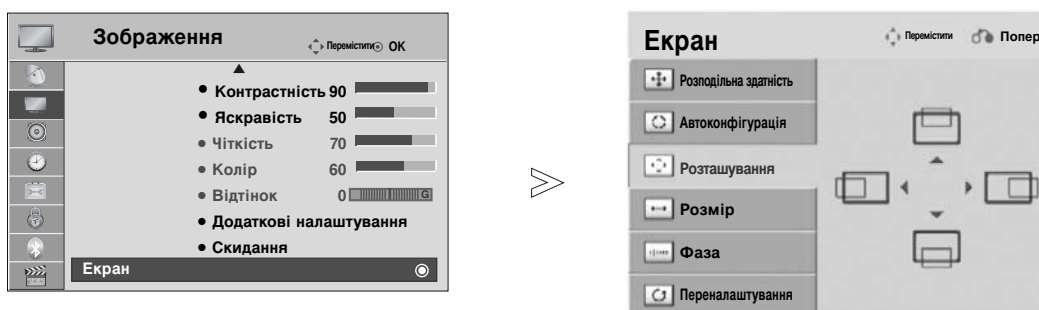 Зображення
Перемістити OK
Контрастність 90
Яскравість 50
Чіткість 70
Колір 60
Відтінок 0 G
Додаткові налаштування
Скидання
Екран
Екран
Перемістити Попер
Розподільна здатність
Автоконфігурація
Розташування
Розмір
Фаза
Переналаштування